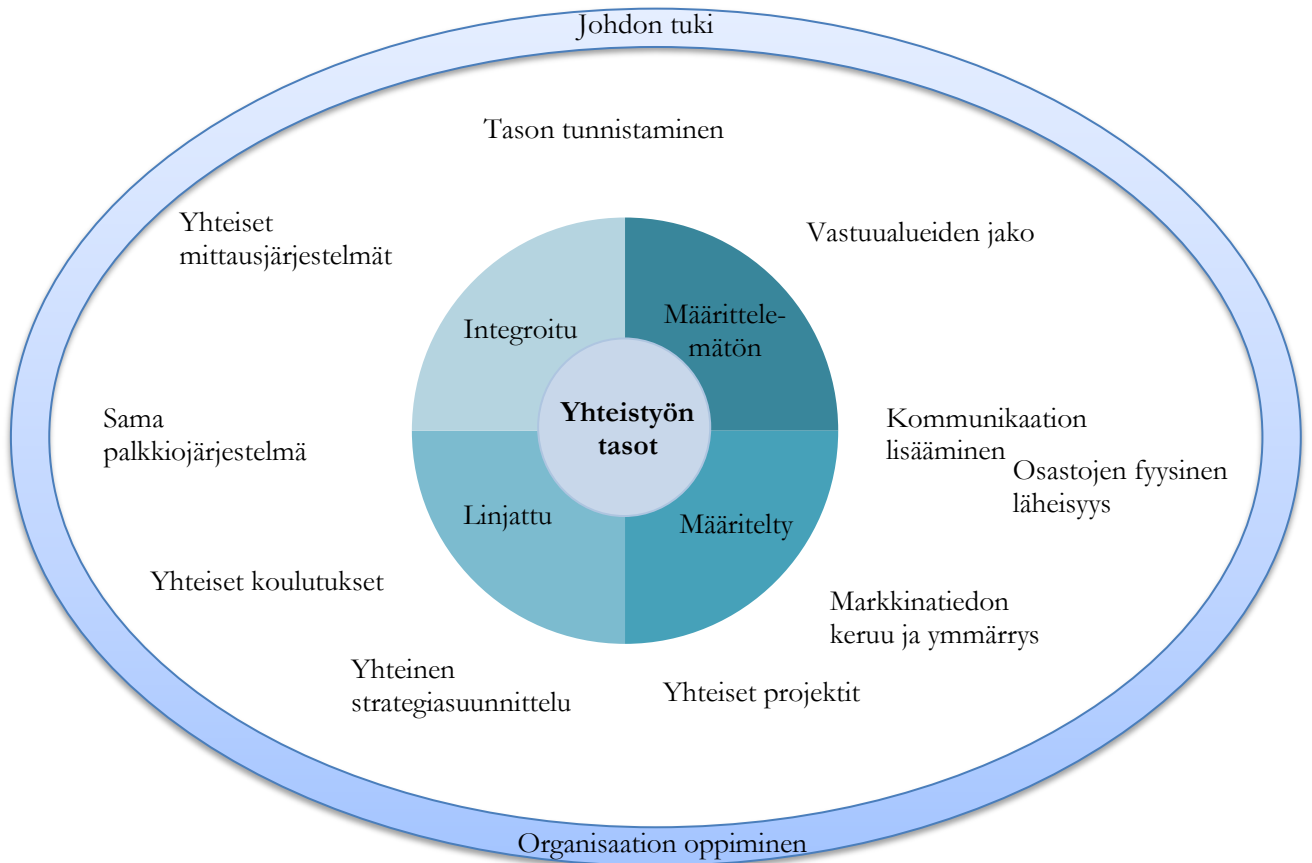 Johdon tuki
Tason tunnistaminen
Yhteiset
mittausjärjestelmät
Vastuualueiden jako
Integroitu
Määrittele-
mätön
Yhteistyön
tasot
Sama
palkkiojärjestelmä
Kommunikaation
lisääminen
Osastojen fyysinen
läheisyys
Linjattu
Määritelty
Yhteiset koulutukset
Markkinatiedon
keruu ja ymmärrys
Yhteinen
strategiasuunnittelu
Yhteiset projektit
Organisaation oppiminen